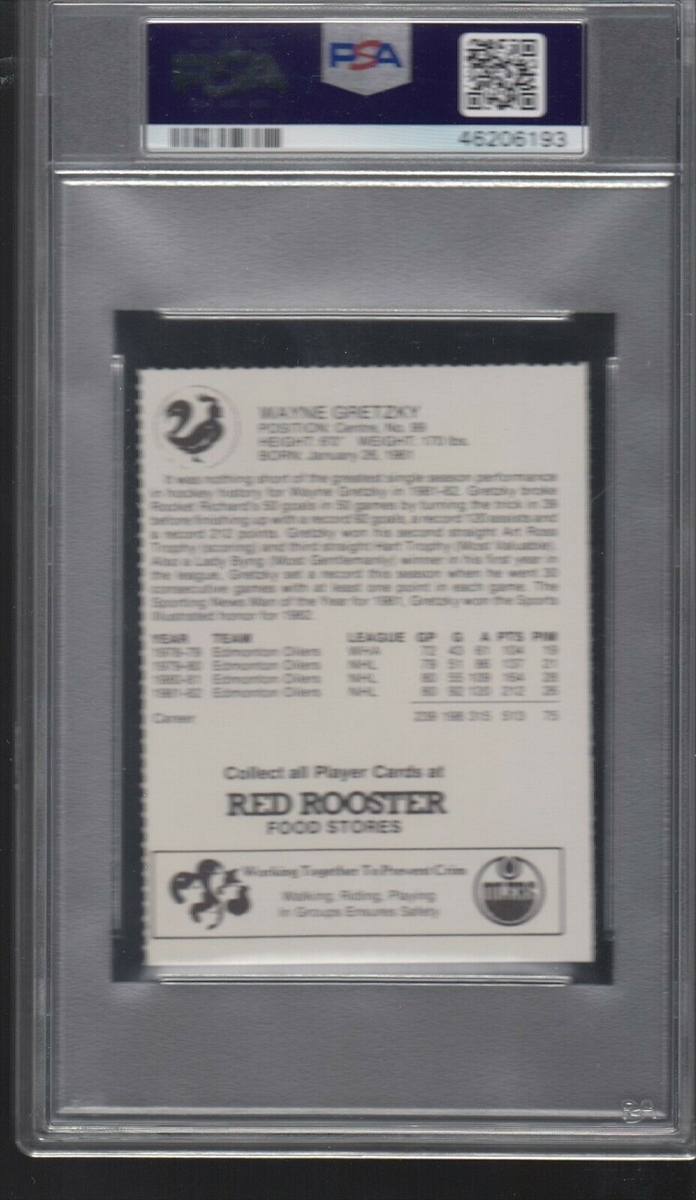 PSA
46206193
WAYNE GRETZKY
POSITION: Centre, No. 99
HEIGHT: 6'0" WEIGHT: 170 lbs.
BORN: January 26, 1961
It was nothing short of the greatest single season performance
in hockey history for Wayne Gretzky in 1981-82. Gretzky broke
Rocket Richard's 50 goals in 50 games by turning the trick in 39
before finishing up with a record 92 goals, a record 120 assists and
a record 212 points. Gretzky won his second straight Art Ross
Trophy (scoring) and third straight Hart Trophy (Most Valuable).
Also a Lady Byng (Most Gentlemanly) winner in his first year in
the league, Gretzky set a record this season when he went 30
consecutive games with at least one point in each game. The
Sporting News Man of the Year for 1981, Gretzky won the Sports
Illustrated honor for 1982.
YEAR TEAM LEAGUE GP G A PTS PIM
1978-79 Edmonton Oilers WHA 72 43 61 104 19
1979-80 Edmonton Oilers NHL 79 51 86 137 21
1980-81 Edmonton Oilers NHL 80 55 109 164 28
1981-82 Edmonton Oilers NHL 80 92 120 212 26
Career 239 198 315 513 75
Collect all Player Cards at
RED ROOSTER
FOOD STORES
Working Together To Prevent Crime
Walking, Riding, Playing
In Groups Ensures Safety
OILERS